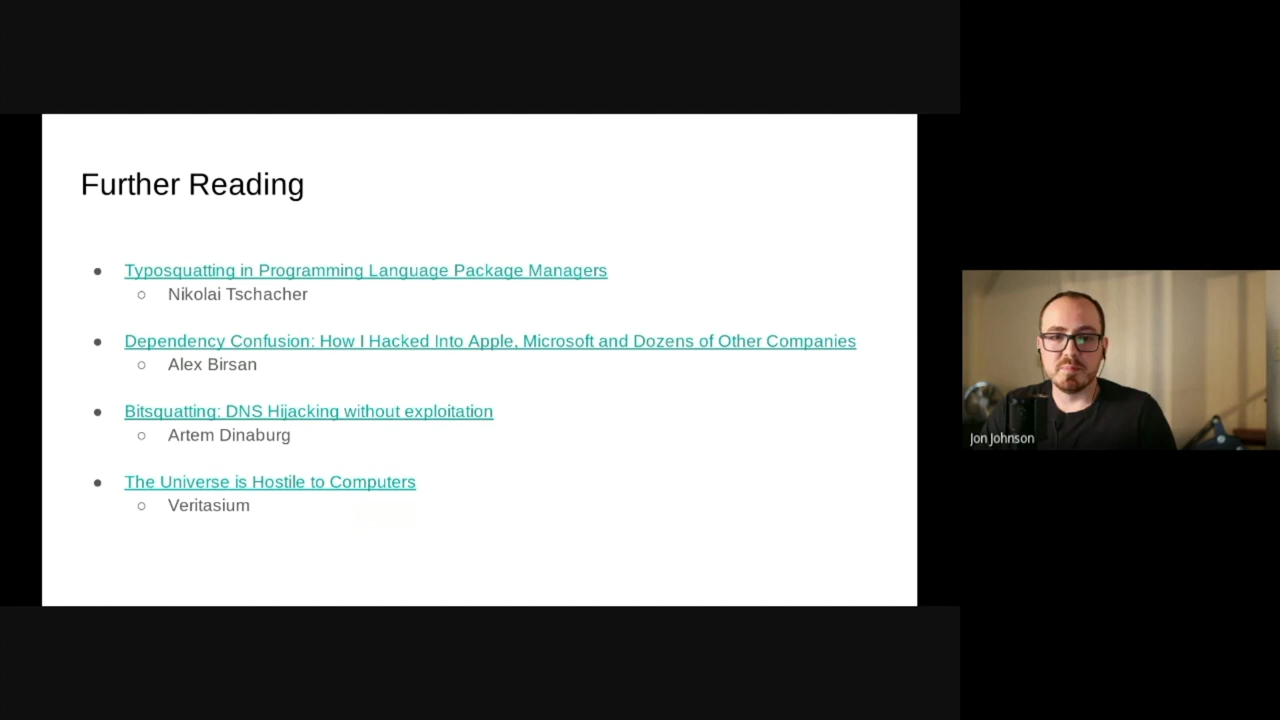 Further Reading
● Typosquatting in Programming Language Package Managers
○ Nikolai Tschacher
● Dependency Confusion: How I Hacked Into Apple, Microsoft and Dozens of Other Companies
○ Alex Birsan
● Bitsquatting: DNS Hijacking without exploitation
○ Artem Dinaburg
● The Universe is Hostile to Computers
○ Veritasium
Jon Johnson